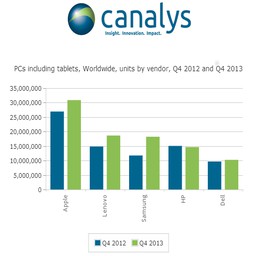 canalys
Insight. Innovation. Impact.
PCs including tablets, Worldwide, units by vendor, Q4 2012 and Q4 2013
35,000,000
30,000,000
25,000,000
20,000,000
15,000,000
10,000,000
5,000,000
0
Apple
Lenovo
Samsung
HP
Dell
Q4 2012
Q4 2013